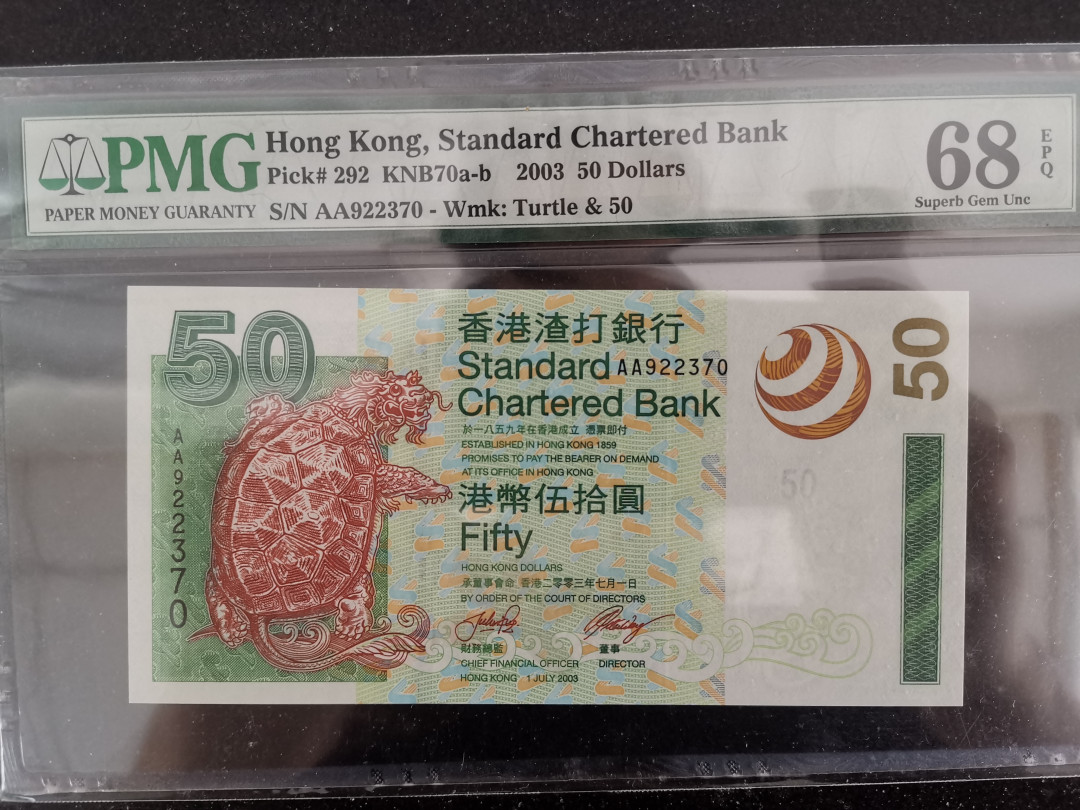 PMG
PAPER MONEY GUARANTY
Hong Kong, Standard Chartered Bank
Pick# 292 KNB70a-b 2003 50 Dollars
S/N AA922370 - Wmk: Turtle & 50
68
EPQ
Superb Gem Unc
50
AA922370
香港渣打銀行
Standard AA922370
Chartered Bank
於一八五九年在香港成立 憑票即付
ESTABLISHED IN HONG KONG 1859
PROMISES TO PAY THE BEARER ON DEMAND
AT ITS OFFICE IN HONG KONG
港幣伍拾圓
Fifty
HONG KONG DOLLARS
承董事會命 香港二零零三年七月一日
BY ORDER OF THE COURT OF DIRECTORS
財務總監 董事
CHIEF FINANCIAL OFFICER DIRECTOR
HONG KONG 1 JULY 2003
50
50